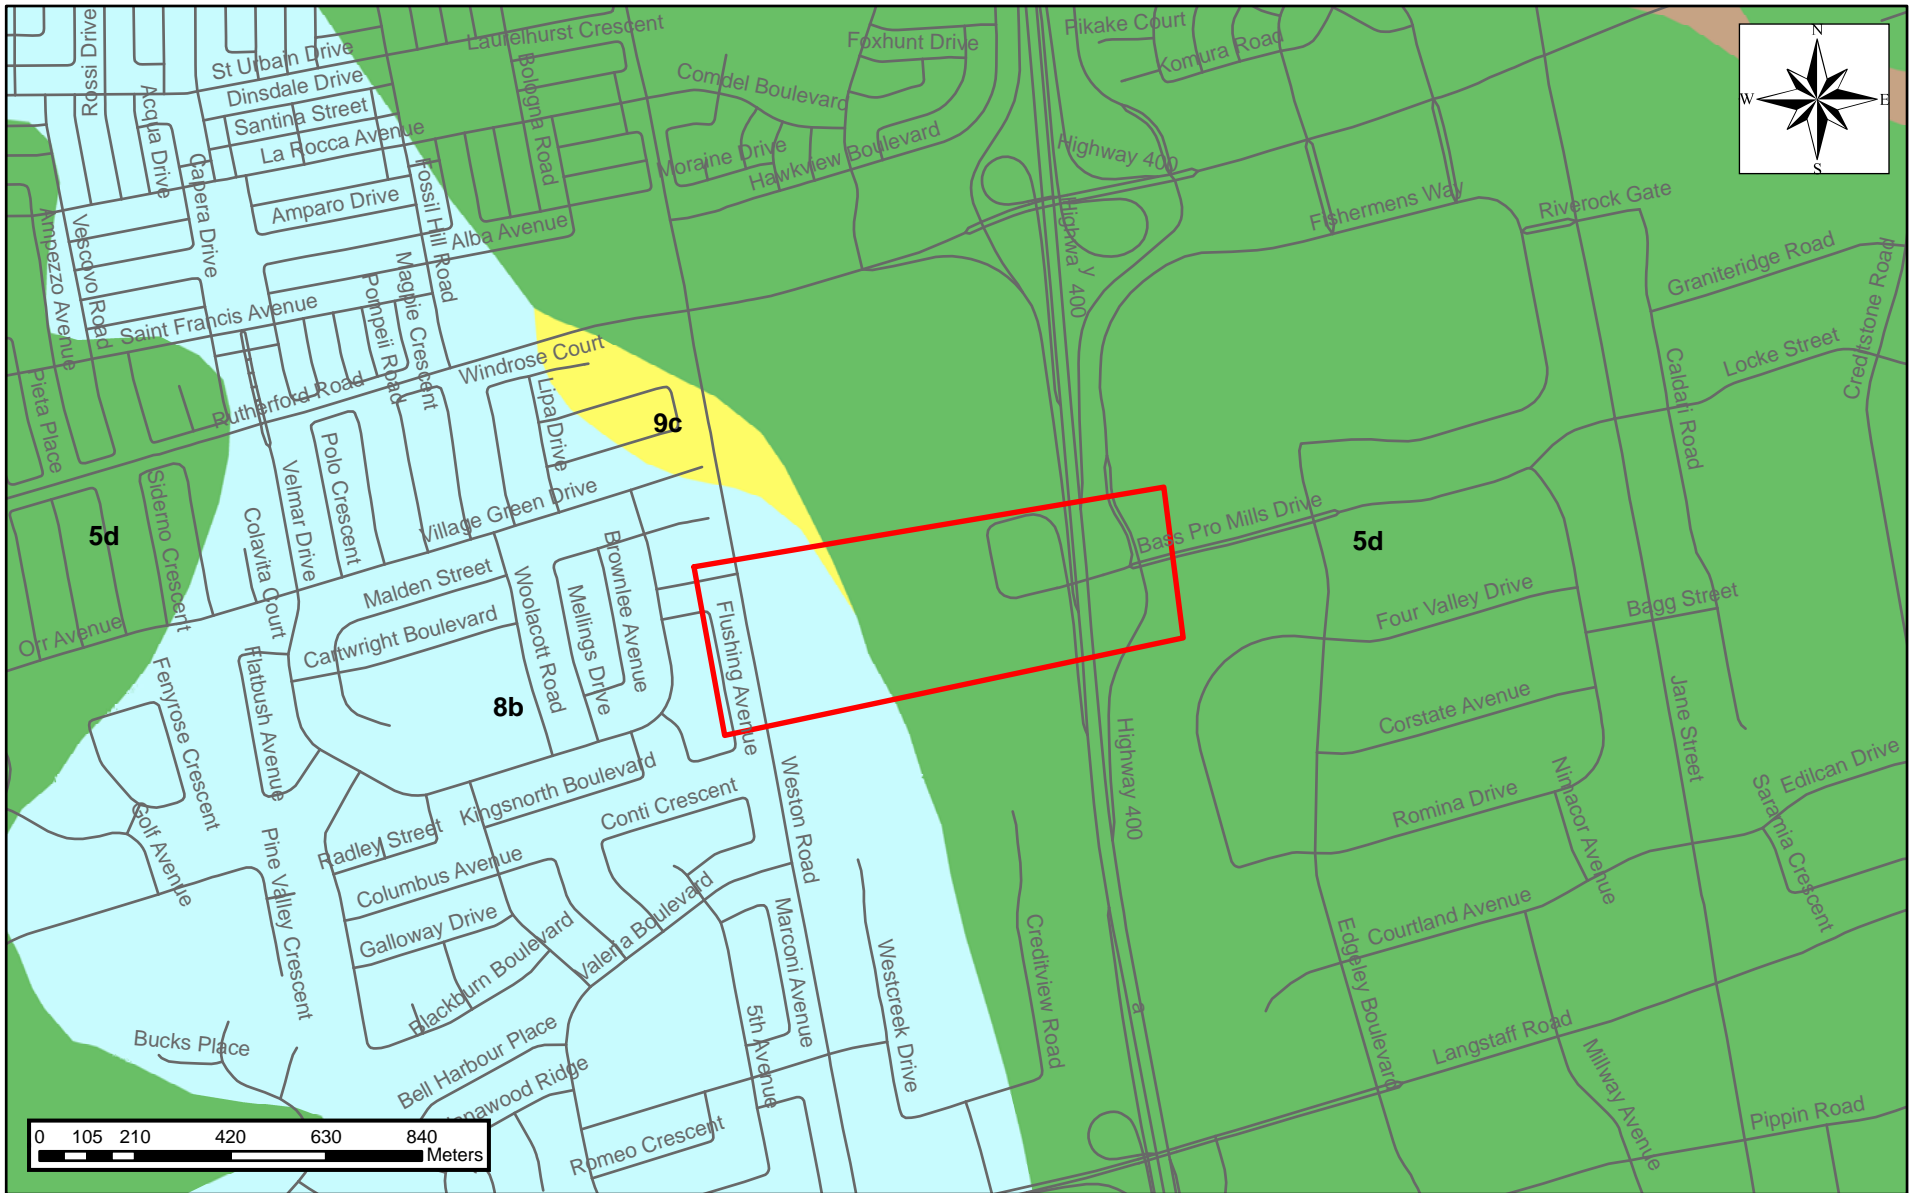 Rossi Drive
St Urbain Drive
Laurelhurst Crescent
Foxhunt Drive
Pikake Court
Komura Road
N
W
E
S
Dinsdale Drive
Acqua Drive
Santina Street
La Rocca Avenue
Bologna Road
Comdel Boulevard
Moraine Drive
Hawkview Boulevard
Highway 400
Capera Drive
Amparo Drive
Fossil Hill Road
Alba Avenue
Highwa y 400
Fishermens Way
Riverock Gate
Ampezzo Avenue
Vescovo Road
Graniteridge Road
Creditstone Road
Saint Francis Avenue
Pompeii Road
Magpie Crescent
Windrose Court
Locke Street
Caldari Road
Pieta Place
Rutherford Road
Lipa Drive
9c
Siderno Crescent
Velmar Drive
Polo Crescent
Village Green Drive
5d
Colavita Court
Bass Pro Mills Drive
5d
Malden Street
Brownlee Avenue
Woolacott Road
Mellings Drive
Flushing Avenue
Four Valley Drive
Bagg Street
Orr Avenue
Cartwright Boulevard
Flatbush Avenue
Fenyrose Crescent
8b
Corstate Avenue
Jane Street
Highway 400
Kingsnorth Boulevard
Weston Road
Conti Crescent
Romina Drive
Ninnacor Avenue
Edilcan Drive
Saramia Crescent
Golf Avenue
Pine Valley Crescent
Radley Street
Columbus Avenue
Galloway Drive
Valeria Boulevard
Blackburn Boulevard
Marconi Avenue
Westcreek Drive
Creditview Road
Courtland Avenue
Edgeley Boulevard
a
Bucks Place
Bell Harbour Place
5th Avenue
Langstaff Road
Millway Avenue
Pippin Road
Ridge
Romeo Crescent
0 105 210 420 630 840
Meters